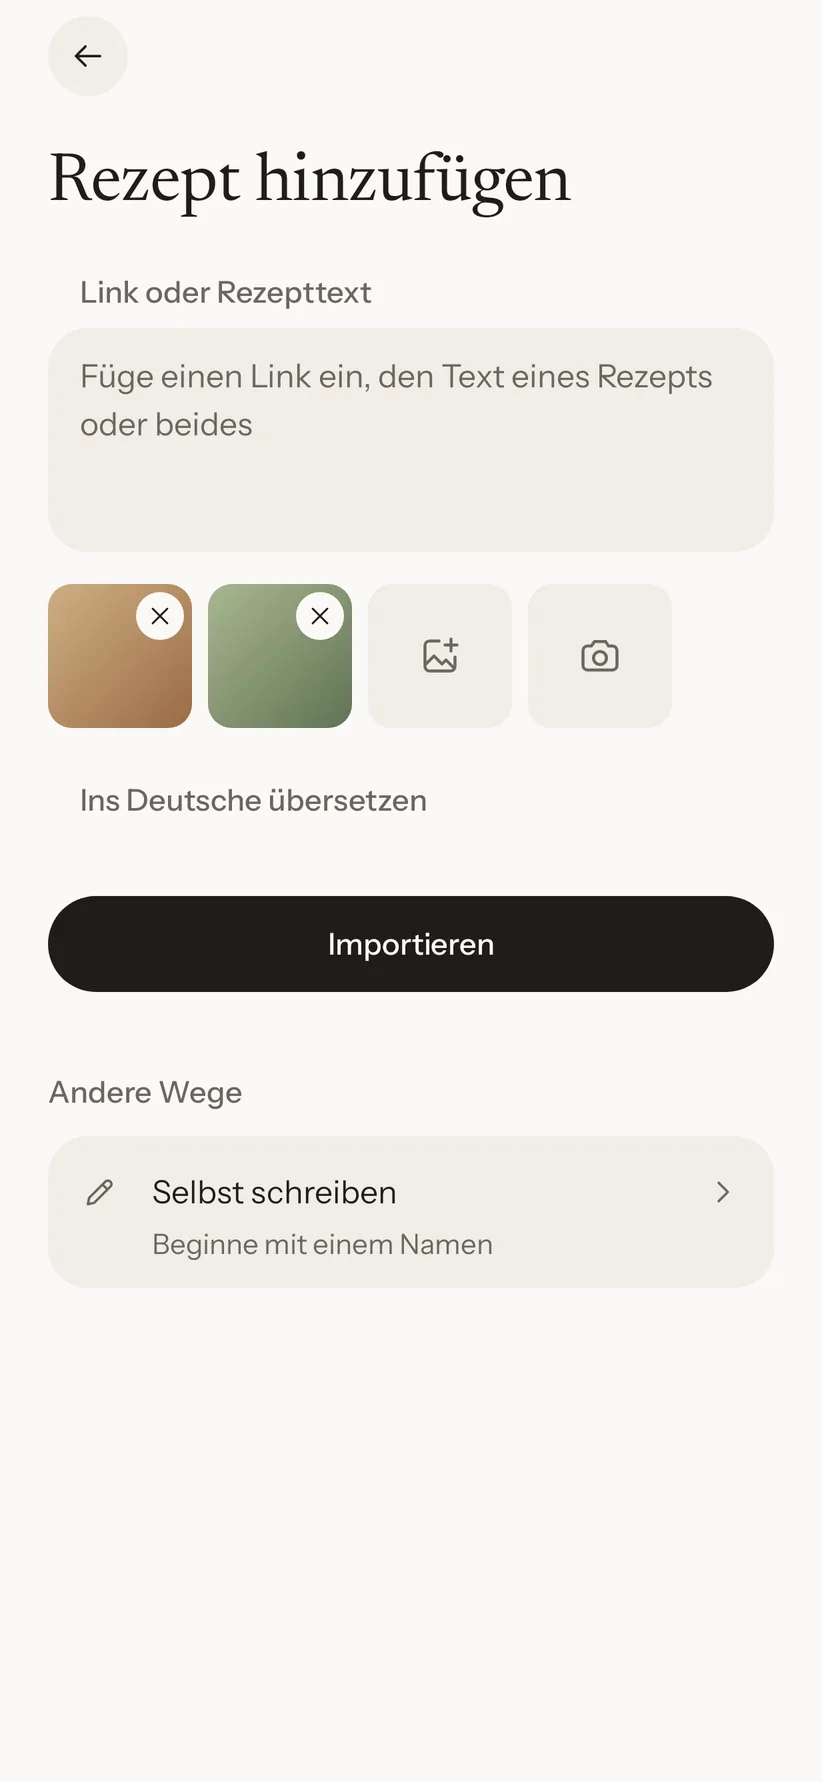 Rezept hinzufügen
Link oder Rezepttext
Füge einen Link ein, den Text eines Rezepts
oder beides
Ins Deutsche übersetzen
Importieren
Andere Wege
Selbst schreiben
Beginne mit einem Namen